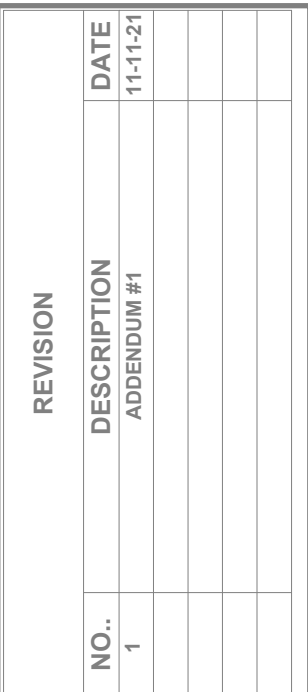 REVISION
NO.. DESCRIPTION DATE
1 ADDENDUM #1 11-11-21